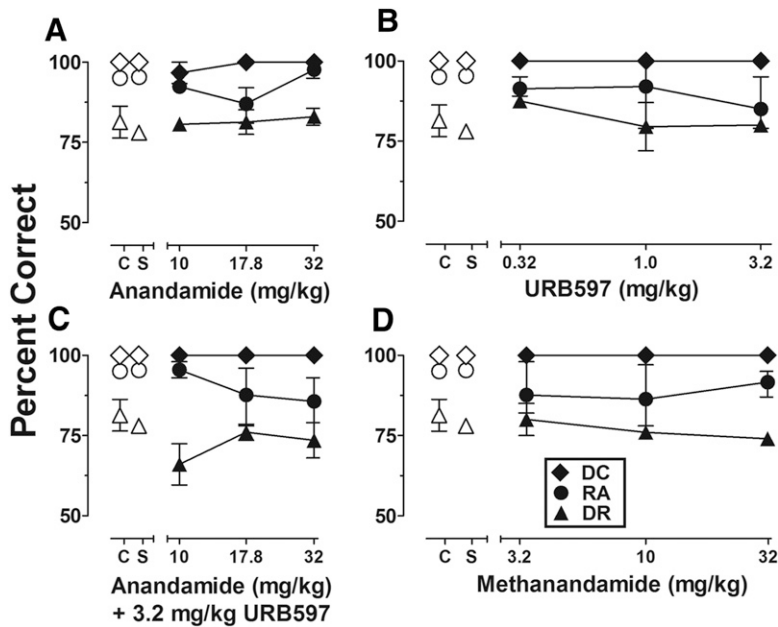 Percent Correct
A
100
75
50
C S 10 17.8 32
Anandamide (mg/kg)
B
100
75
50
C S 0.32 1.0 3.2
URB597 (mg/kg)
C
100
75
50
C S 10 17.8 32
Anandamide (mg/kg)
+ 3.2 mg/kg URB597
D
100
75
50
DC
RA
DR
C S 3.2 10 32
Methanandamide (mg/kg)